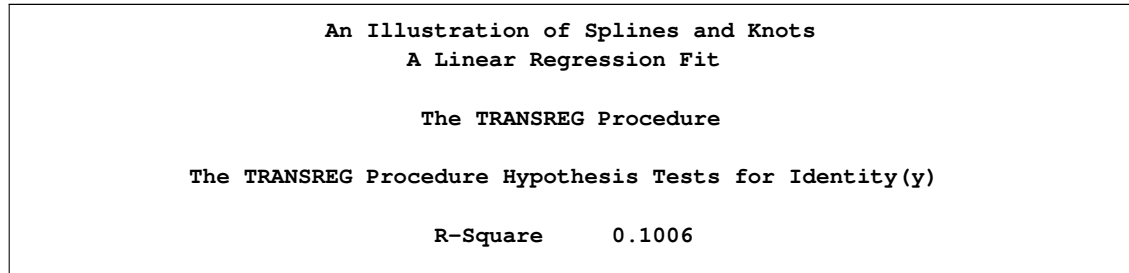 An Illustration of Splines and Knots
A Linear Regression Fit
The TRANSREG Procedure
The TRANSREG Procedure Hypothesis Tests for Identity(y)
R-Square 0.1006